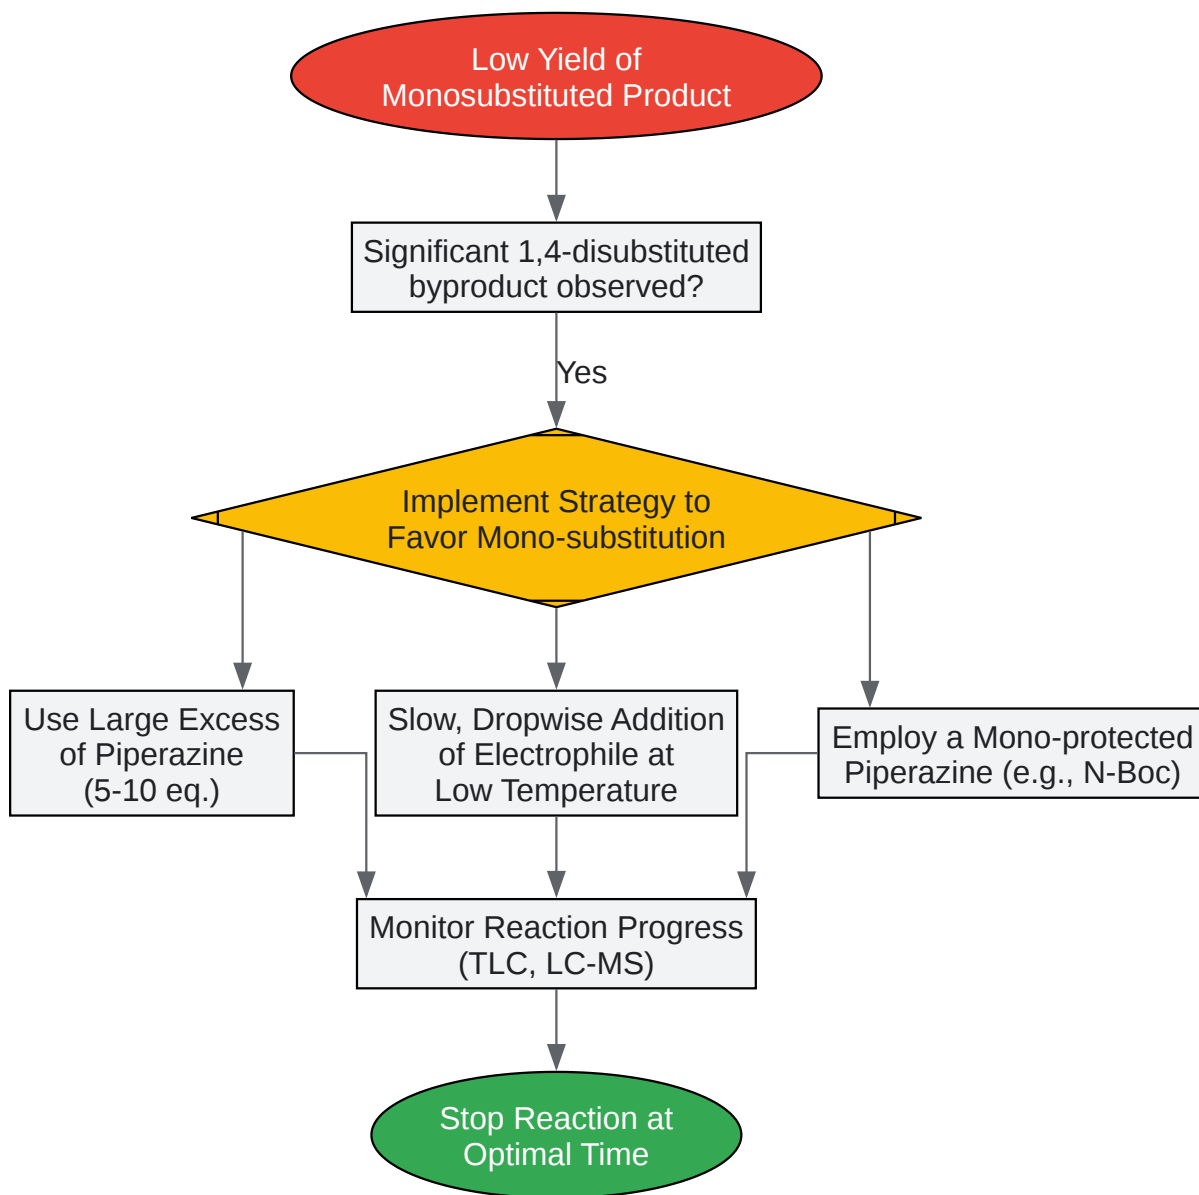 Low Yield of
Monosubstituted Product
Significant 1,4-disubstituted
byproduct observed?
Yes
Implement Strategy to
Favor Mono-substitution
Use Large Excess
of Piperazine
(5-10 eq.)
Slow, Dropwise Addition
of Electrophile at
Low Temperature
Employ a Mono-protected
Piperazine (e.g., N-Boc)
Monitor Reaction Progress
(TLC, LC-MS)
Stop Reaction at
Optimal Time